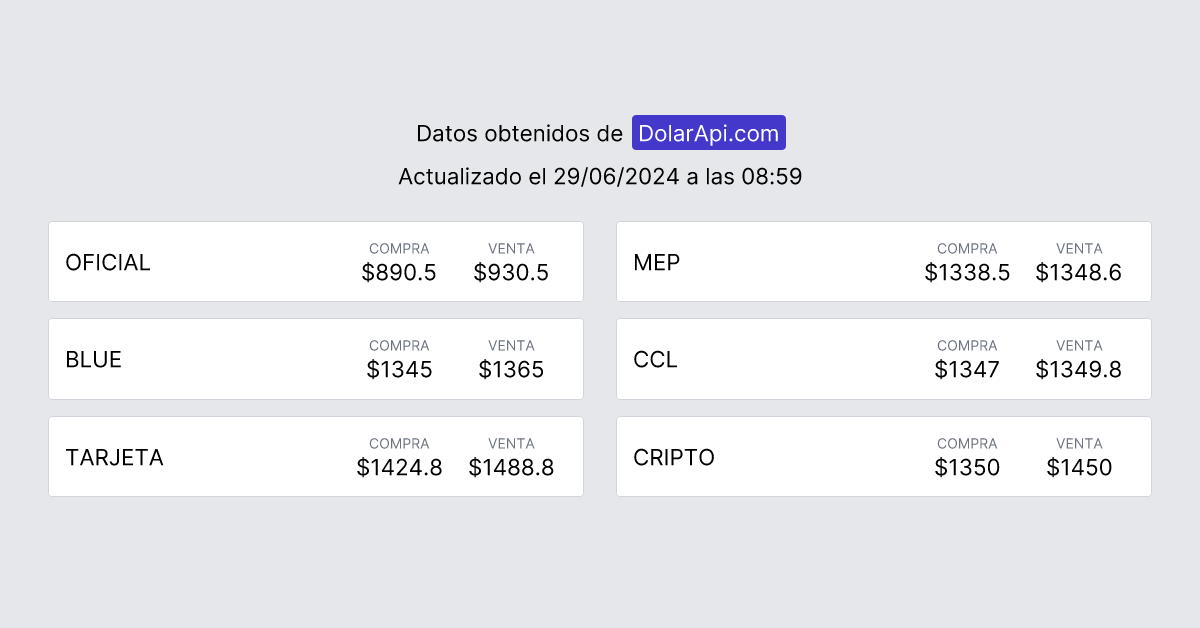 Datos obtenidos de DolarApi.com
Actualizado el 29/06/2024 a las 08:59
OFICIAL
COMPRA VENTA
$890.5 $930.5
MEP
COMPRA VENTA
$1338.5 $1348.6
BLUE
COMPRA VENTA
$1345 $1365
CCL
COMPRA VENTA
$1347 $1349.8
TARJETA
COMPRA VENTA
$1424.8 $1488.8
CRIPTO
COMPRA VENTA
$1350 $1450